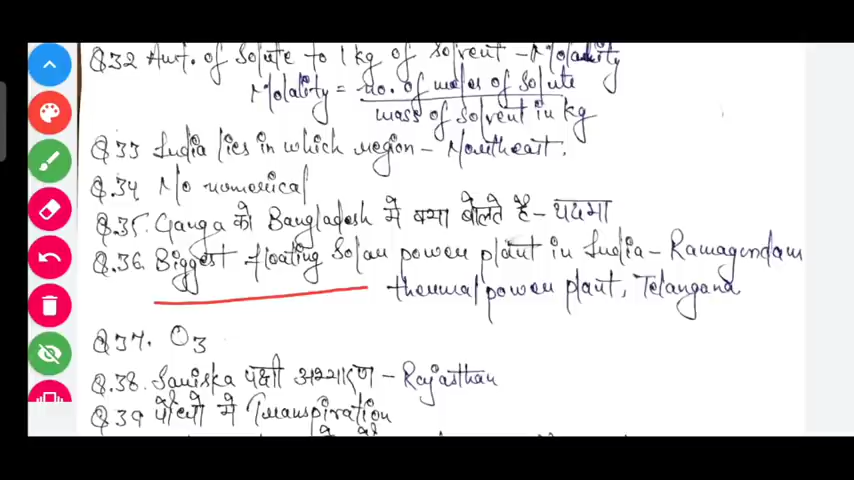 Q.32 Amt. of Solute to 1 kg of Solvent - Molality
Molality = no. of moles of Solute
mass of Solvent in kg
Q.33 India lies in which region - Northeast.
Q.34 No numerical
Q.35. Ganga को Bangladesh में क्या बोलते है - पद्मा
Q.36. Biggest floating Solar power plant in India - Ramagundam
thermal power plant, Telangana
Q.37. O3
Q.38. Sariska पक्षी अभ्यारण - Rajasthan
Q.39 पौधो मे Transpiration